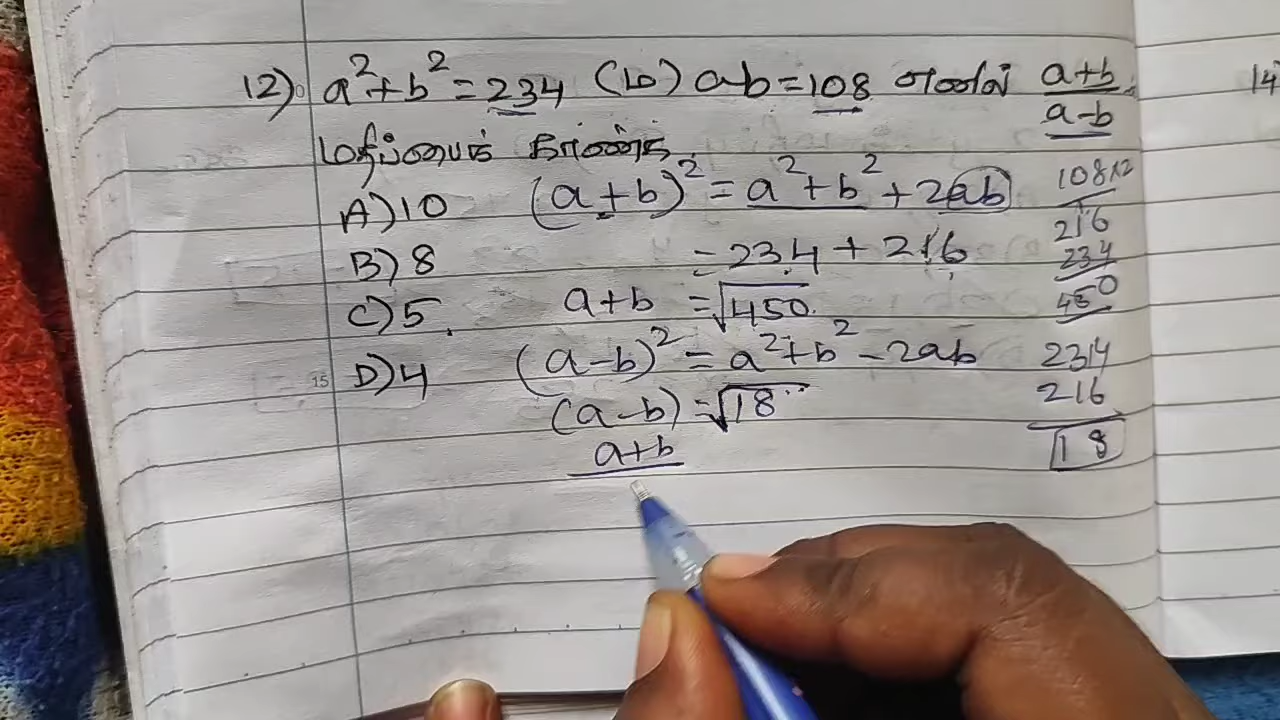 12) a²+b² = 234 (ம) ab = 108 எனில் a+b/a-b
மதிப்பைக் காண்க.
A) 10 (a+b)² = a²+b² + 2ab 108×2
216
B) 8 = 234 + 216 234
C) 5 a+b = √450 450
(a-b)² = a²+b² - 2ab 234
D) 4 216
(a-b) = √18 18
a+b
14
15